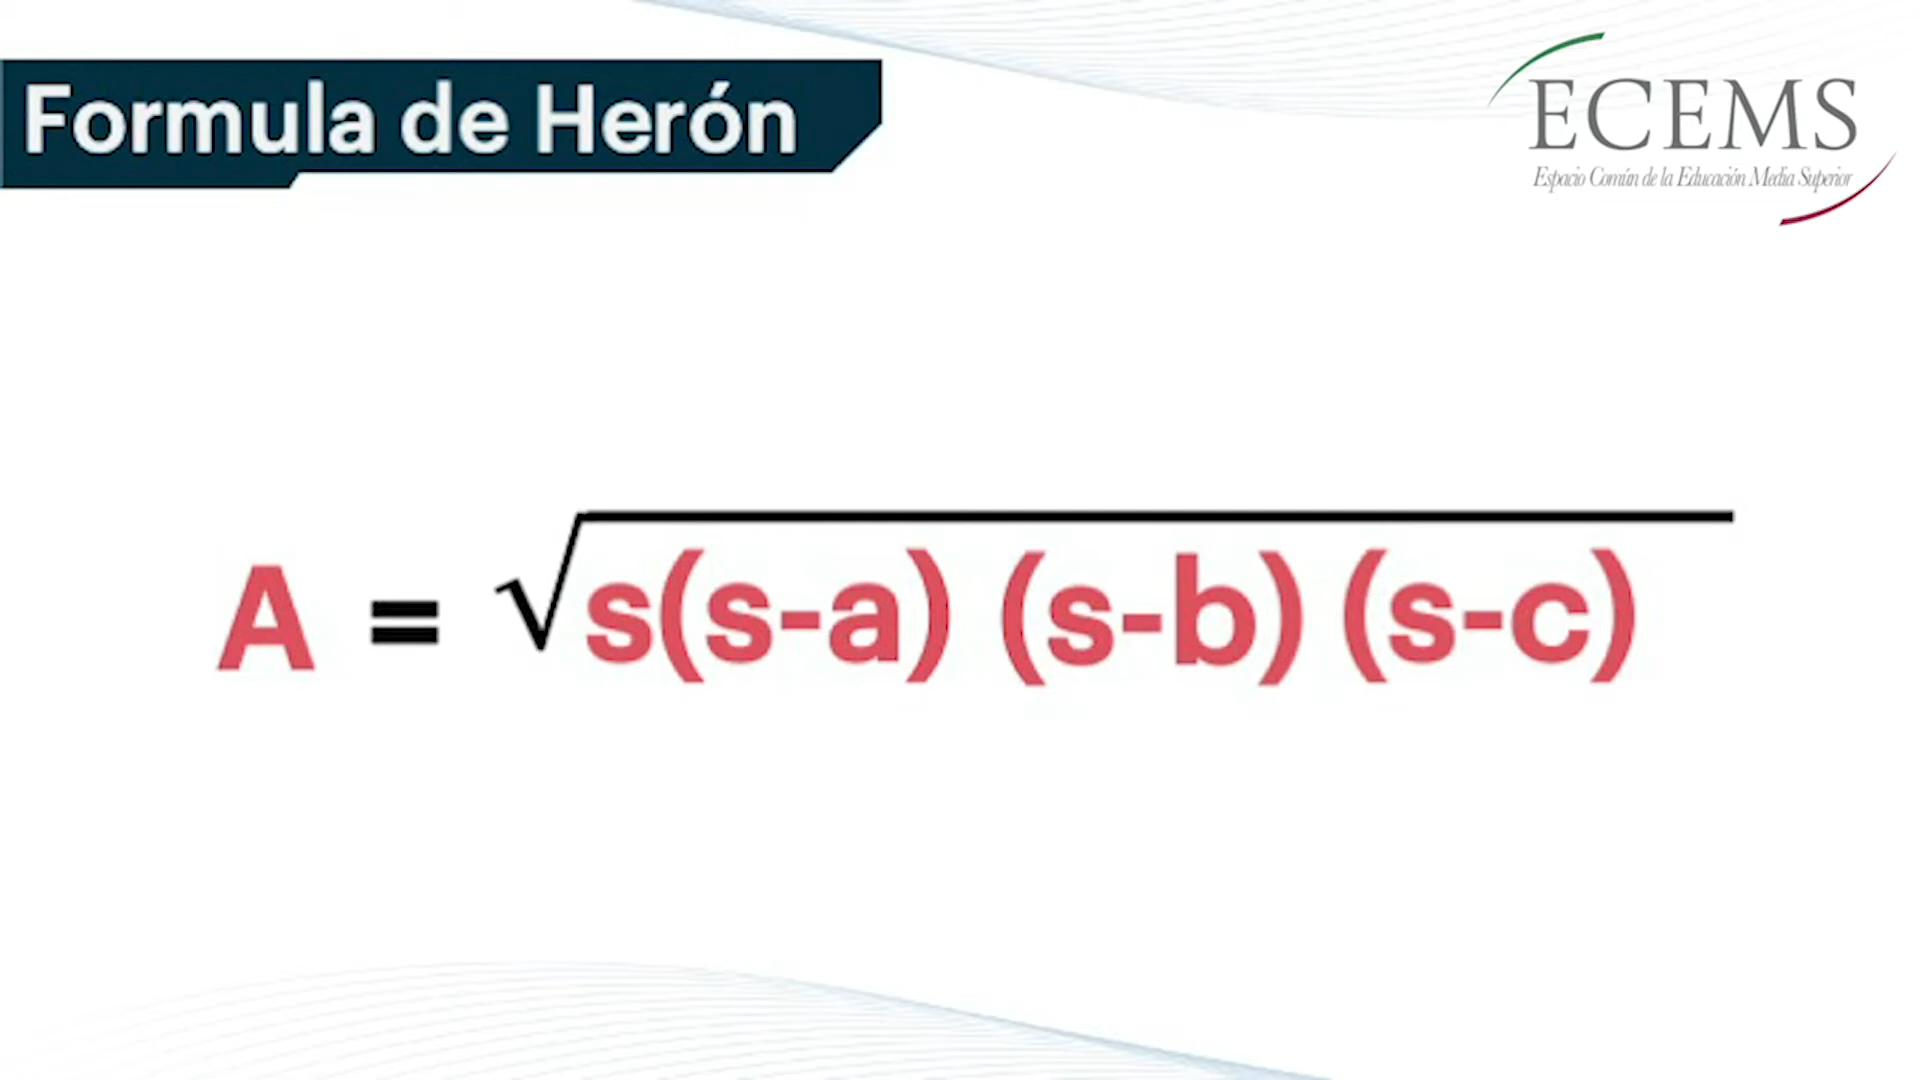 Formula de Herón
ECEMS
Espacio Común de la Educación Media Superior
A = √s(s-a) (s-b) (s-c)